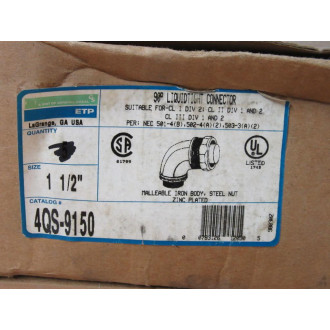 90º LIQUIDTIGHT CONNECTOR
SUITABLE FOR-CL I DIV 2; CL II DIV 1 AND 2
CL III DIV 1 AND 2
PER: NEC 501-4(B),502-4(A)(2),503-3(A)(2)
ETP
LaGrange, GA USA
QUANTITY
SIZE
1 1/2"
CATALOG #
4QS-9150
UL
LISTED
MALLEABLE IRON BODY, STEEL NUT
ZINC PLATED